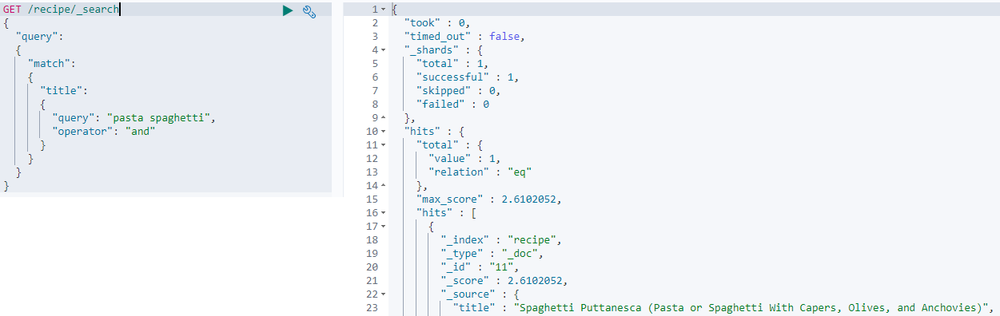 GET /recipe/_search
{
  "query":
  {
    "match":
    {
      "title":
      {
        "query": "pasta spaghetti",
        "operator": "and"
      }
    }
  }
}
1 {
2   "took" : 0,
3   "timed_out" : false,
4   "_shards" : {
5     "total" : 1,
6     "successful" : 1,
7     "skipped" : 0,
8     "failed" : 0
9   },
10   "hits" : {
11     "total" : {
12       "value" : 1,
13       "relation" : "eq"
14     },
15     "max_score" : 2.6102052,
16     "hits" : [
17       {
18         "_index" : "recipe",
19         "_type" : "_doc",
20         "_id" : "11",
21         "_score" : 2.6102052,
22         "_source" : {
23           "title" : "Spaghetti Puttanesca (Pasta or Spaghetti With Capers, Olives, and Anchovies)",